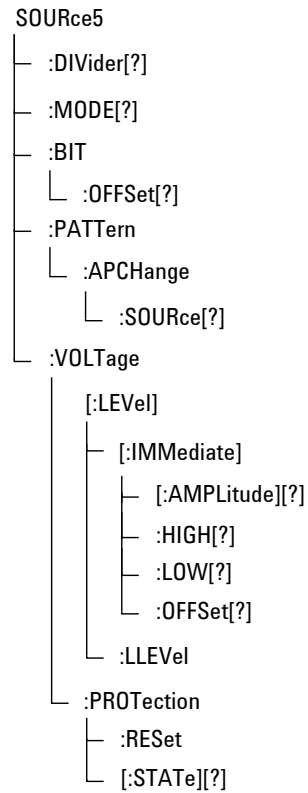 SOURce5
:DIVider[?]
:MODE[?]
:BIT
:OFFSet[?]
:PATTern
:APCHange
:SOURce[?]
:VOLTage
[:LEVel]
[:IMMediate]
[:AMPLitude][?]
:HIGH[?]
:LOW[?]
:OFFSet[?]
:LLEVel
:PROTection
:RESet
[:STATe][?]